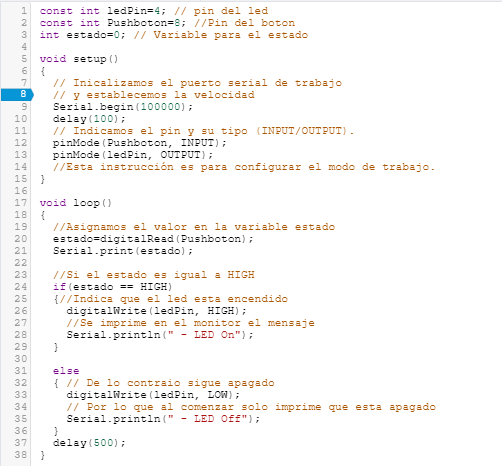 1 const int ledPin=4; // pin del led
2 const int Pushboton=8; //Pin del boton
3 int estado=0; // Variable para el estado
4
5 void setup()
6 {
7 // Inicalizamos el puerto serial de trabajo
8 // y establecemos la velocidad
9 Serial.begin(100000);
10 delay(100);
11 // Indicamos el pin y su tipo (INPUT/OUTPUT).
12 pinMode(Pushboton, INPUT);
13 pinMode(ledPin, OUTPUT);
14 //Esta instrucción es para configurar el modo de trabajo.
15 }
16
17 void loop()
18 {
19 //Asignamos el valor en la variable estado
20 estado=digitalRead(Pushboton);
21 Serial.print(estado);
22
23 //Si el estado es igual a HIGH
24 if(estado == HIGH)
25 {//Indica que el led esta encendido
26 digitalWrite(ledPin, HIGH);
27 //Se imprime en el monitor el mensaje
28 Serial.println(" - LED On");
29 }
30
31 else
32 { // De lo contraio sigue apagado
33 digitalWrite(ledPin, LOW);
34 // Por lo que al comenzar solo imprime que esta apagado
35 Serial.println(" - LED Off");
36 }
37 delay(500);
38 }